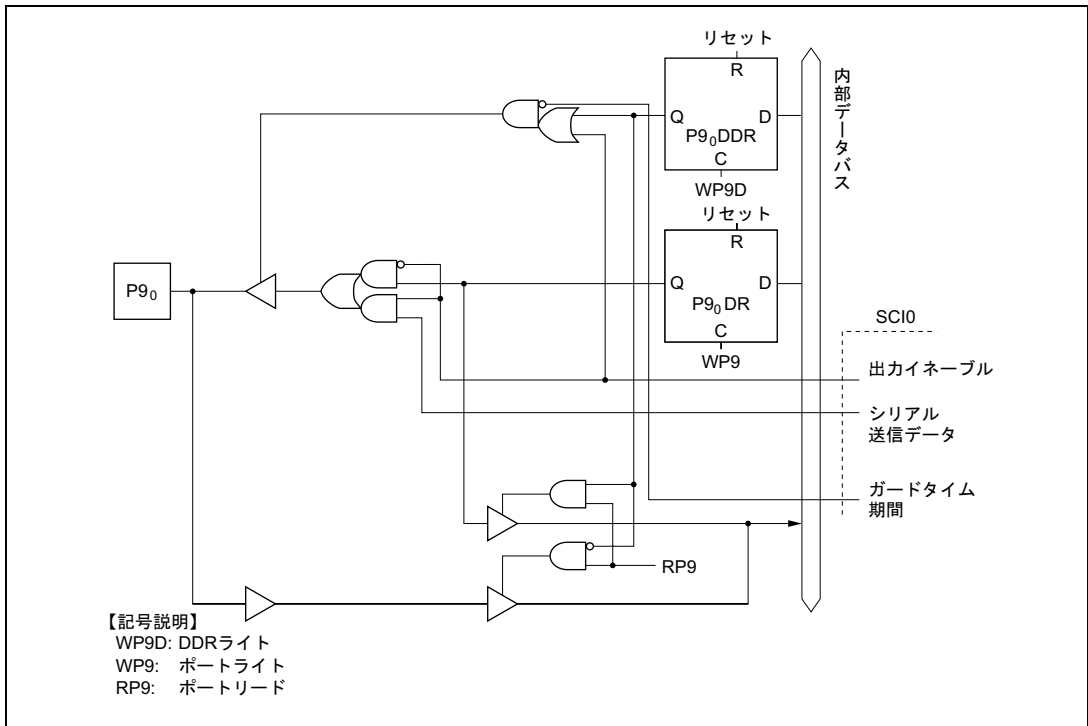 リセット
R
Q
D
P9₀DDR
C
WP9D
内部データバス
リセット
R
Q
D
P9₀ DR
C
WP9
P9₀
SCI0
出力イネーブル
シリアル
送信データ
ガードタイム
期間
RP9
【記号説明】
WP9D: DDRライト
WP9: ポートライト
RP9: ポートリード